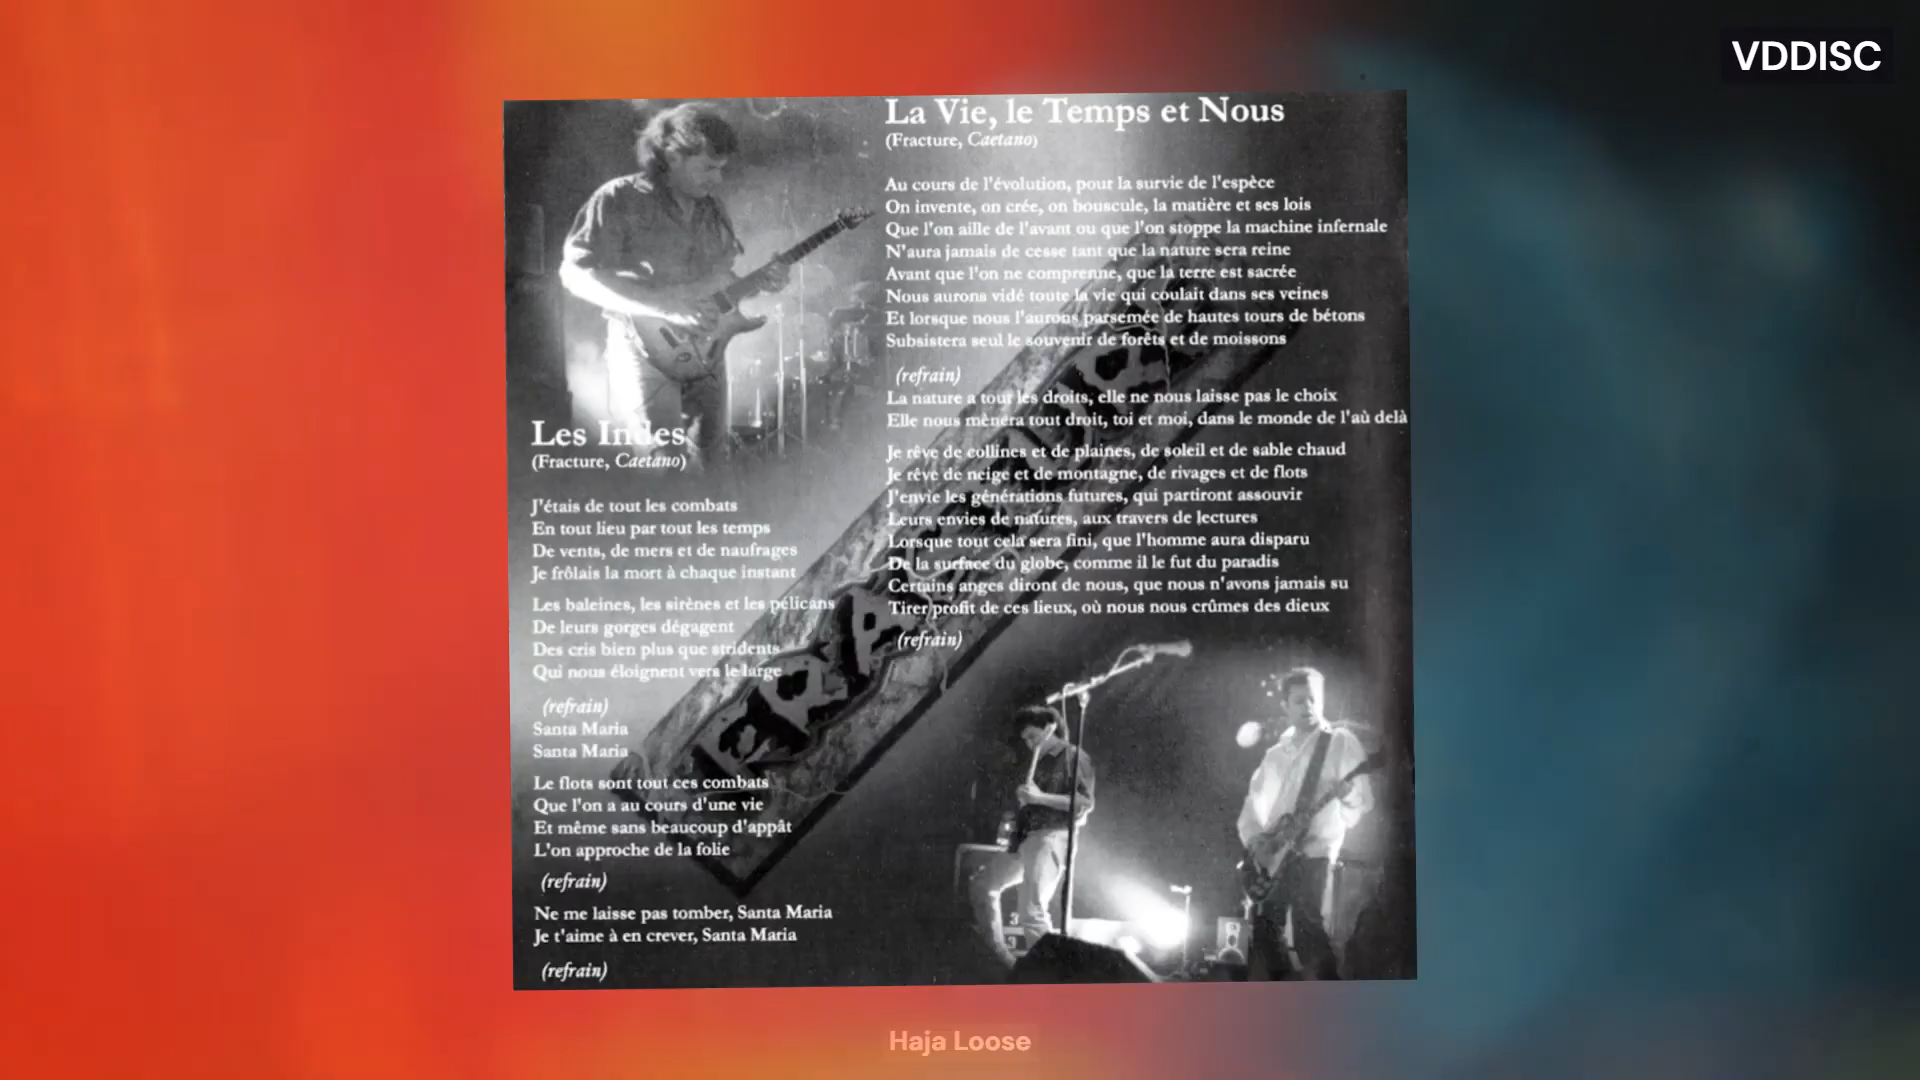 VDDISC
La Vie, le Temps et Nous
(Fracture, Caetano)
Au cours de l'évolution, pour la survie de l'espèce
On invente, on crée, on bouscule, la matière et ses lois
Que l'on aille de l'avant ou que l'on stoppe la machine infernale
N'aura jamais de cesse tant que la nature sera reine
Avant que l'on ne comprenne, que la terre est sacrée
Nous aurons vidé toute la vie qui coulait dans ses veines
Et lorsque nous l'aurons parsemée de hautes tours de bétons
Subsistera seul le souvenir de forêts et de moissons
(refrain)
La nature a tout les droits, elle ne nous laisse pas le choix
Elle nous mènera tout droit, toi et moi, dans le monde de l'aù delà
Je rêve de collines et de plaines, de soleil et de sable chaud
Je rêve de neige et de montagne, de rivages et de flots
J'envie les générations futures, qui partiront assouvir
Leurs envies de natures, aux travers de lectures
Lorsque tout cela sera fini, que l'homme aura disparu
De la surface du globe, comme il le fut du paradis
Certains anges diront de nous, que nous n'avons jamais su
Tirer profit de ces lieux, où nous nous crûmes des dieux
(refrain)
Les Indes
(Fracture, Caetano)
J'étais de tout les combats
En tout lieu par tout les temps
De vents, de mers et de naufrages
Je frôlais la mort à chaque instant
Les baleines, les sirènes et les pélicans
De leurs gorges dégagent
Des cris bien plus que stridents
Qui nous éloignent vers le large
(refrain)
Santa Maria
Santa Maria
Le flots sont tout ces combats
Que l'on a au cours d'une vie
Et même sans beaucoup d'appât
L'on approche de la folie
(refrain)
Ne me laisse pas tomber, Santa Maria
Je t'aime à en crever, Santa Maria
(refrain)
Haja Loose